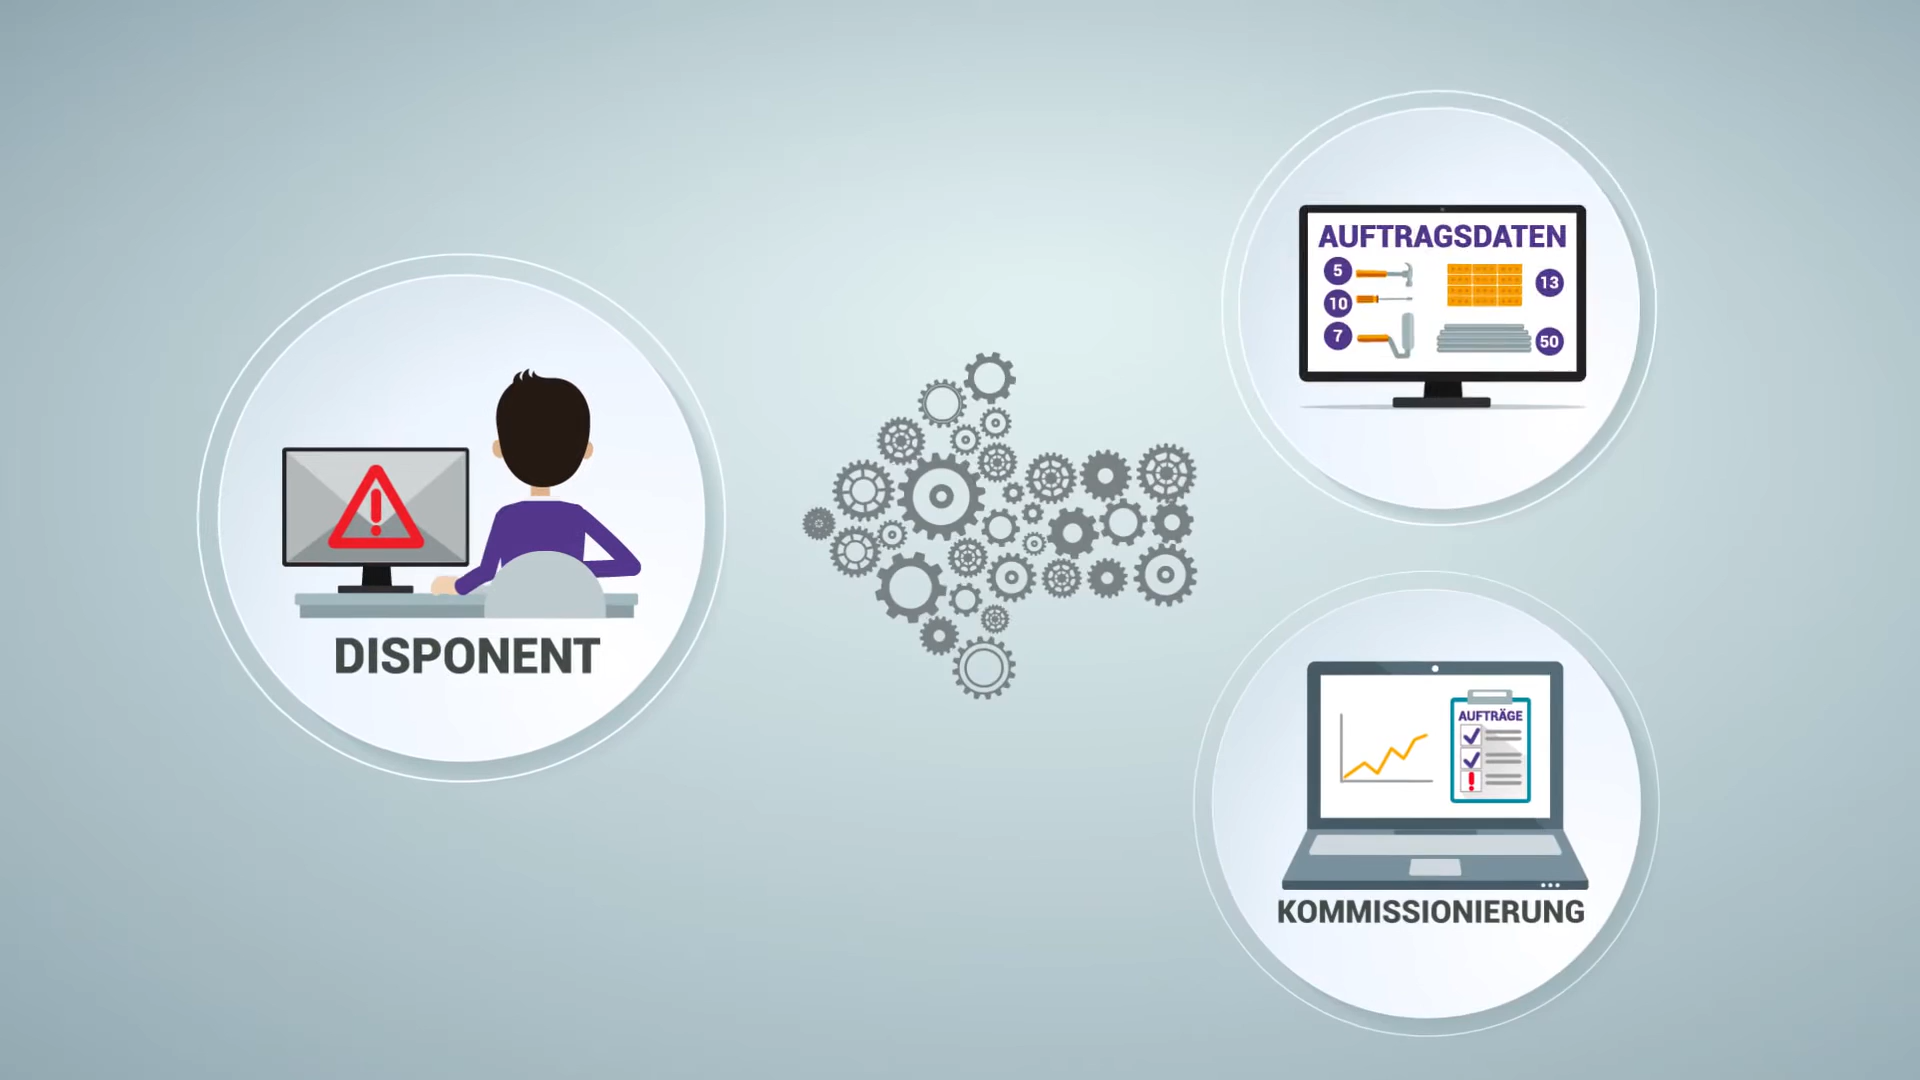 DISPONENT
AUFTRAGSDATEN
5
10
7
13
50
AUFTRÄGE
KOMMISSIONIERUNG